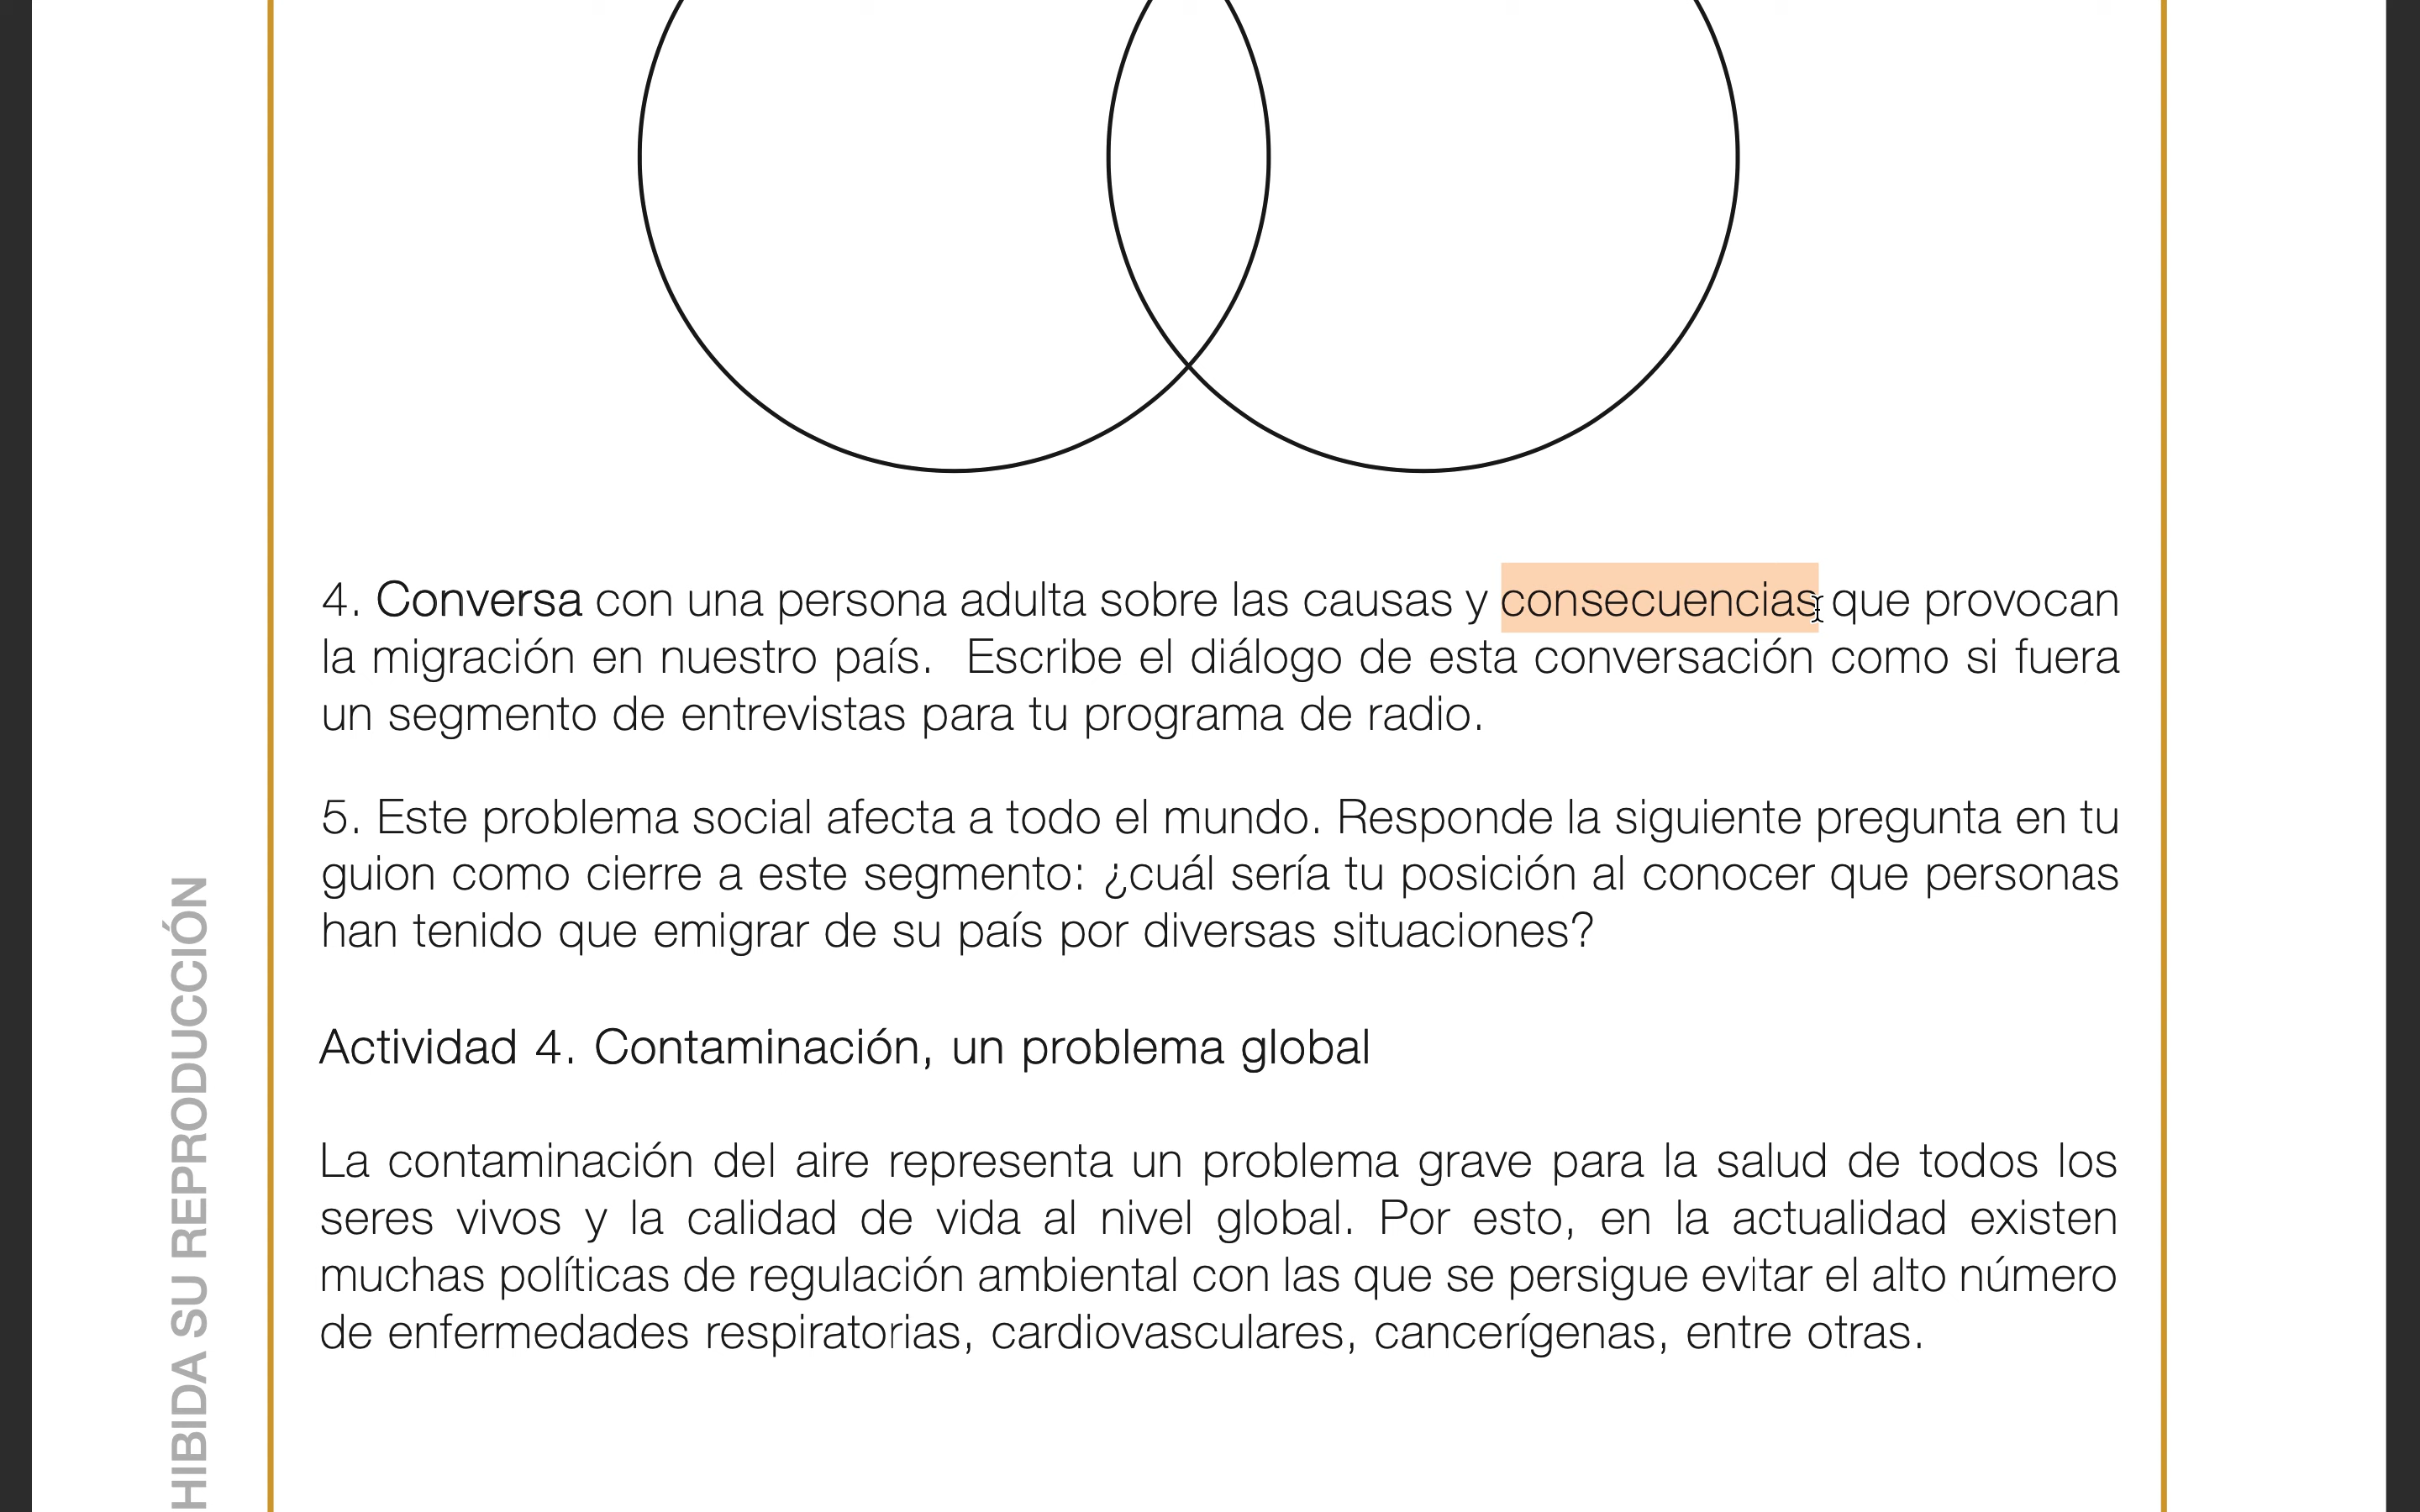 4. Conversa con una persona adulta sobre las causas y consecuencias que provocan
la migración en nuestro país.  Escribe el diálogo de esta conversación como si fuera
un segmento de entrevistas para tu programa de radio.
5. Este problema social afecta a todo el mundo. Responde la siguiente pregunta en tu
guion como cierre a este segmento: ¿cuál sería tu posición al conocer que personas
han tenido que emigrar de su país por diversas situaciones?
Actividad 4. Contaminación, un problema global
La contaminación del aire representa un problema grave para la salud de todos los
seres vivos y la calidad de vida al nivel global. Por esto, en la actualidad existen
muchas políticas de regulación ambiental con las que se persigue evitar el alto número
de enfermedades respiratorias, cardiovasculares, cancerígenas, entre otras.
HIBIDA SU REPRODUCCIÓN